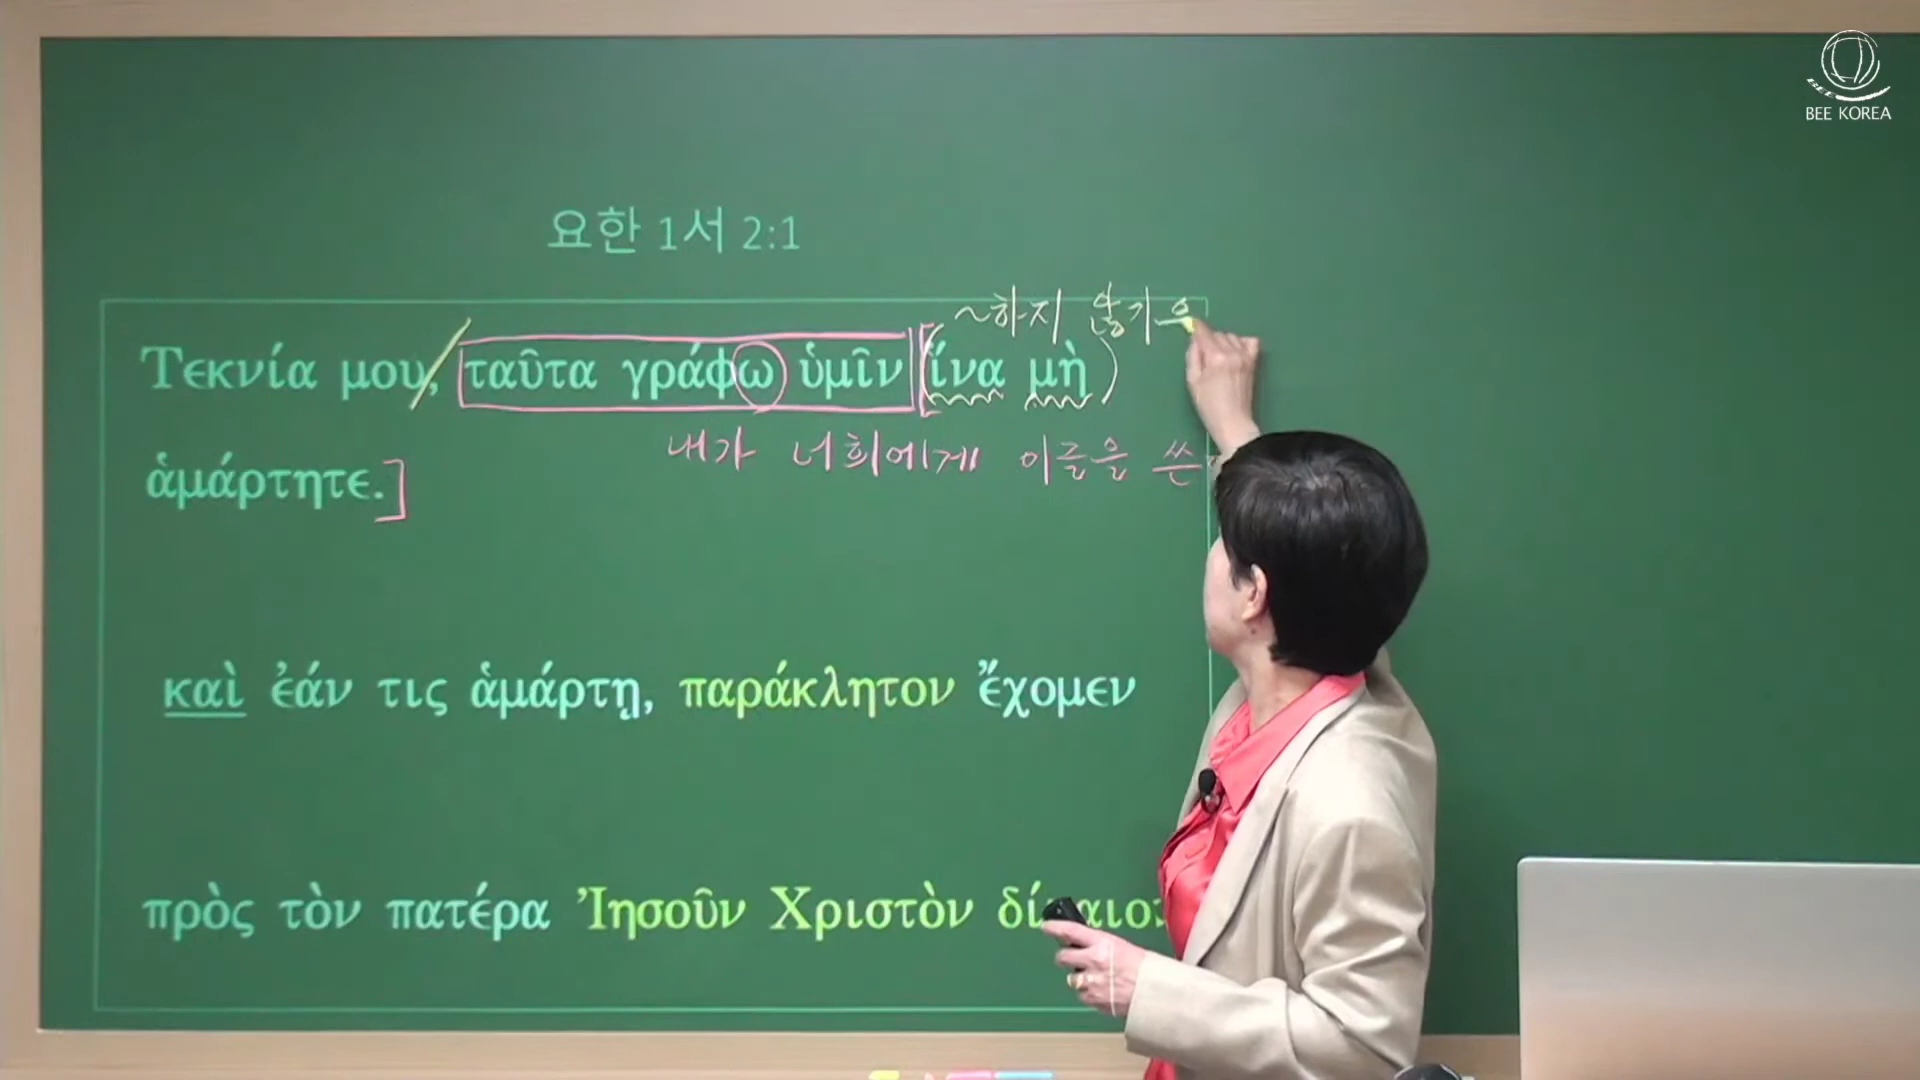 BEE KOREA
요한 1서 2:1
~하지 않기 으
Τεκνία μου, ταῦτα γράφω ὑμῖν ἵνα μὴ
내가 너희에게 이글을 쓴
ἁμάρτητε.
καὶ ἐάν τις ἁμάρτῃ, παράκλητον ἔχομεν
πρὸς τὸν πατέρα Ἰησοῦν Χριστὸν